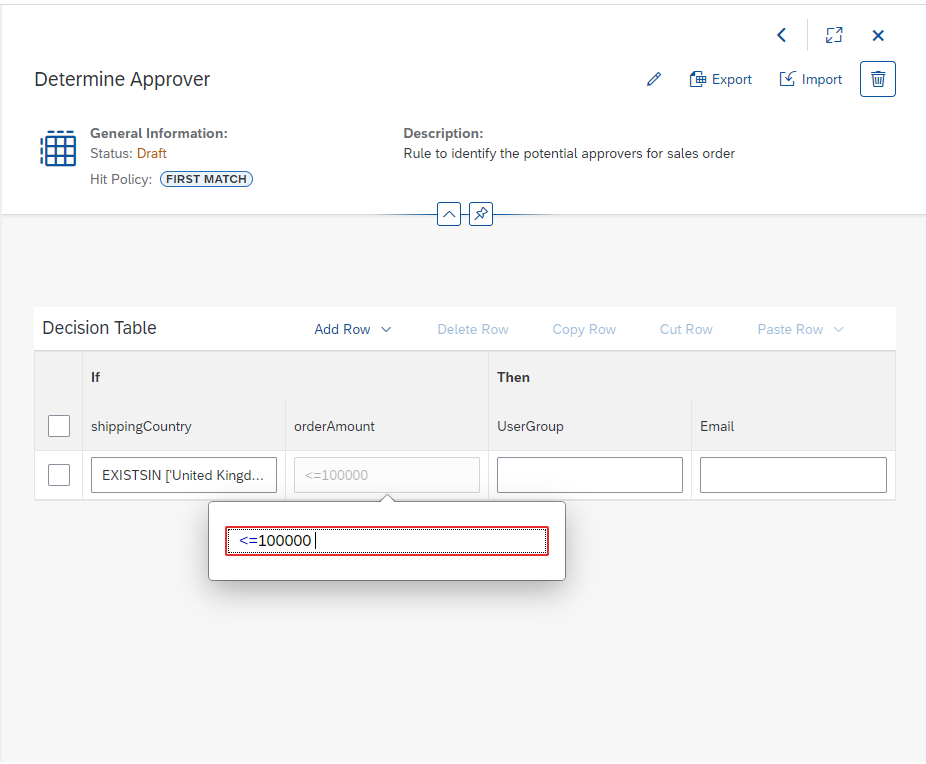 Determine Approver
Export
Import
General Information:
Status: Draft
Hit Policy: FIRST MATCH
Description:
Rule to identify the potential approvers for sales order
Decision Table
Add Row
Delete Row
Copy Row
Cut Row
Paste Row
If
Then
shippingCountry
orderAmount
UserGroup
Email
EXISTSIN ['United Kingd...
<=100000
<=100000